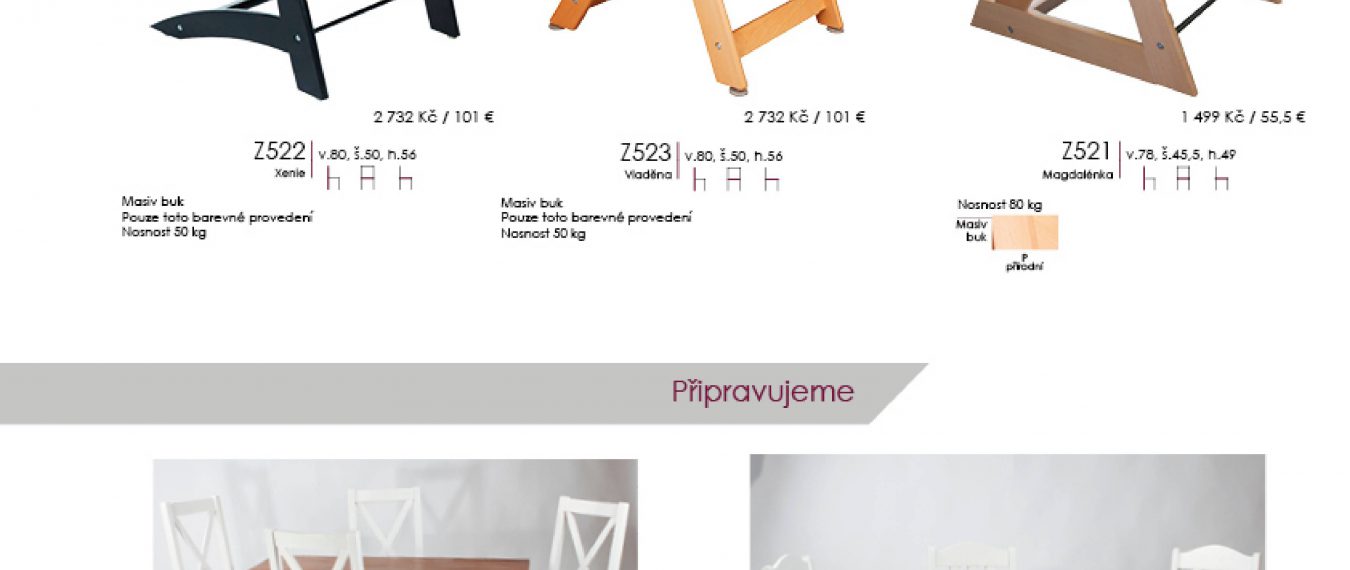 2 732 Kč / 101 €
Z522
Xenie
v.80, š.50, h.56
Masiv buk
Pouze toto barevné provedení
Nosnost 50 kg
2 732 Kč / 101 €
Z523
Vladěna
v.80, š.50, h.56
Masiv buk
Pouze toto barevné provedení
Nosnost 50 kg
1 499 Kč / 55,5 €
Z521
Magdalénka
v.78, š.45,5, h.49
Nosnost 80 kg
Masiv
buk
P
přírodní
Připravujeme